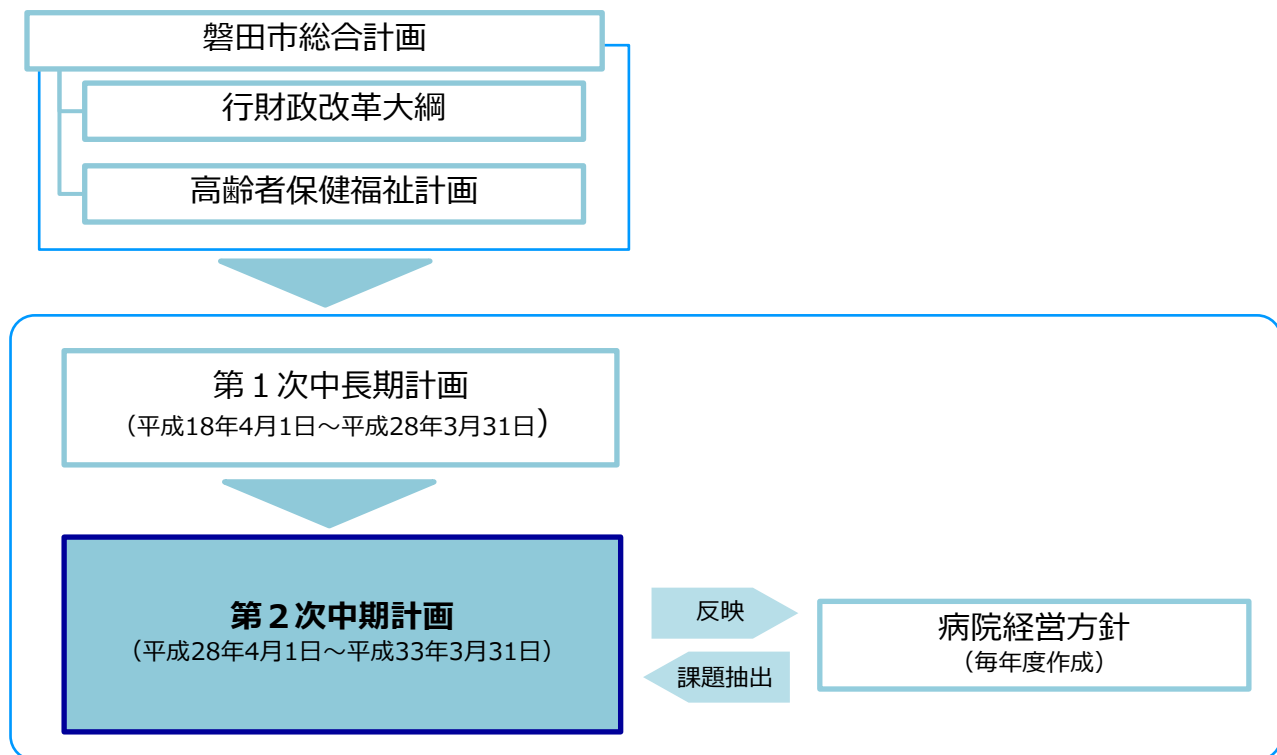 磐田市総合計画
行財政改革大綱
高齢者保健福祉計画
第１次中長期計画
（平成18年4月1日～平成28年3月31日）
第２次中期計画
（平成28年4月1日～平成33年3月31日）
反映
課題抽出
病院経営方針
（毎年度作成）